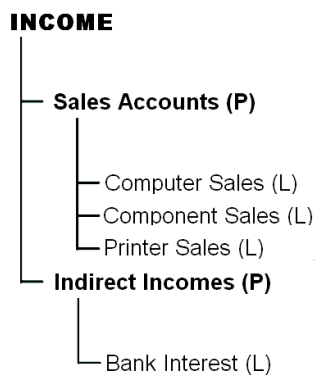 INCOME
Sales Accounts (P)
Computer Sales (L)
Component Sales (L)
Printer Sales (L)
Indirect Incomes (P)
Bank Interest (L)